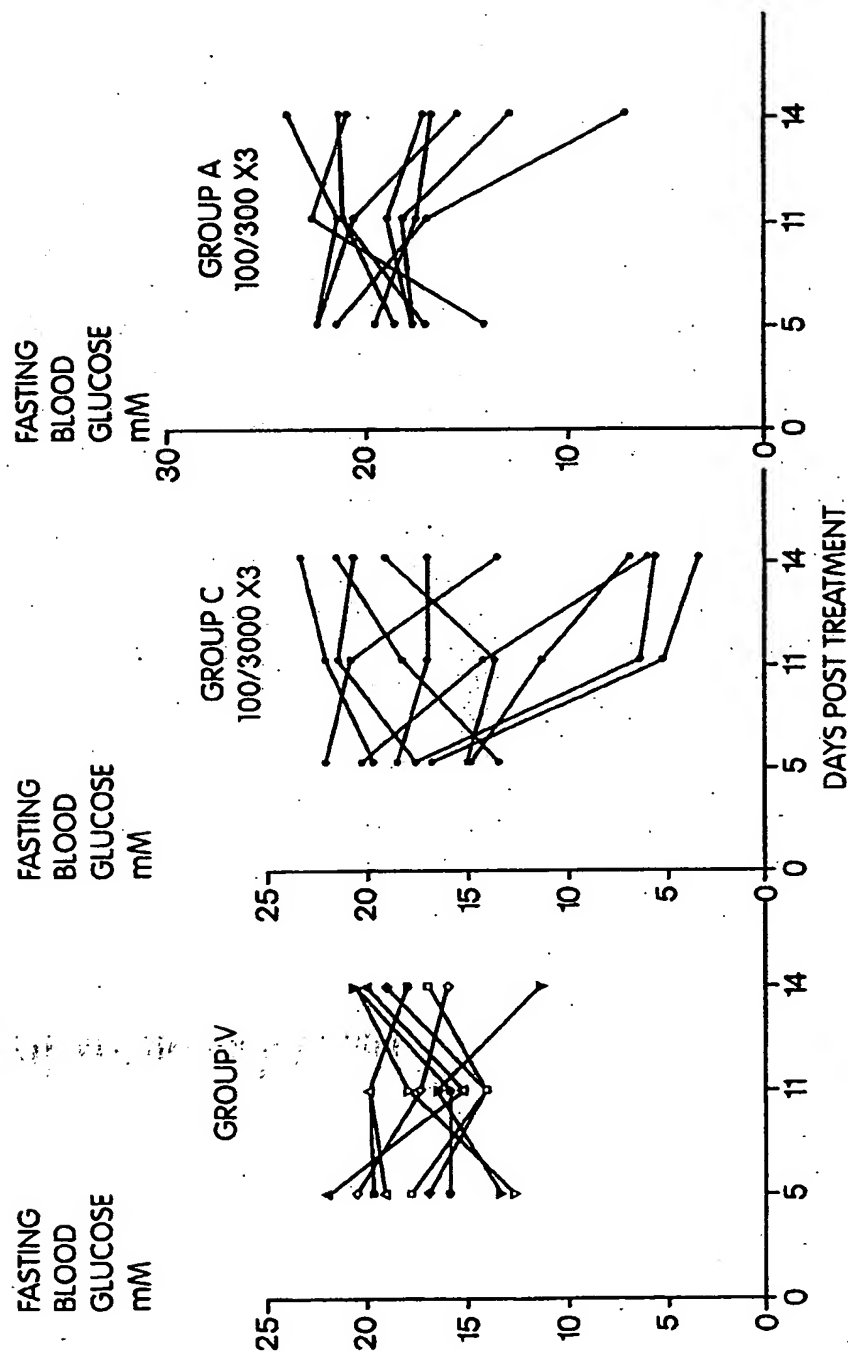 FASTING
BLOOD
GLUCOSE
mM
GROUP V
25
20
15
10
5
0
0
5
11
14
FASTING
BLOOD
GLUCOSE
mM
GROUP C
100/3000 X3
25
20
15
10
5
0
0
5
11
14
DAYS POST TREATMENT
FASTING
BLOOD
GLUCOSE
mM
GROUP A
100/300 X3
30
20
10
0
0
5
11
14